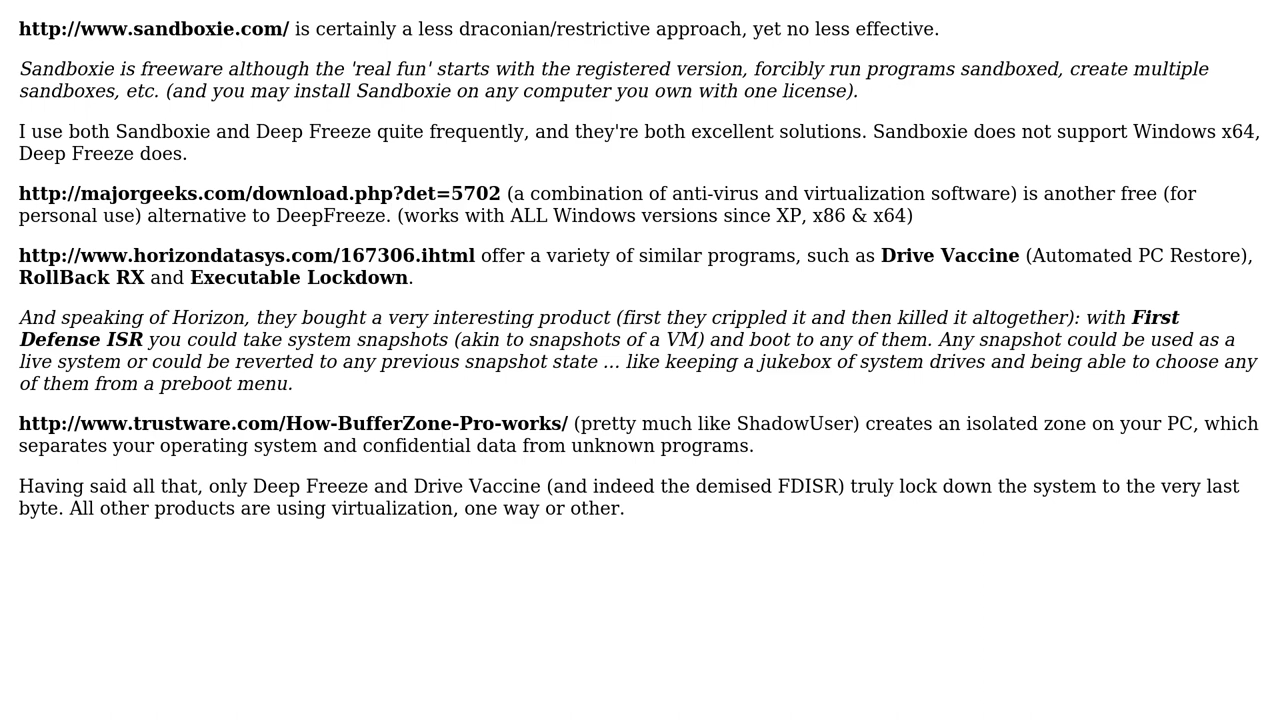 http://www.sandboxie.com/ is certainly a less draconian/restrictive approach, yet no less effective.
Sandboxie is freeware although the 'real fun' starts with the registered version, forcibly run programs sandboxed, create multiple
sandboxes, etc. (and you may install Sandboxie on any computer you own with one license).
I use both Sandboxie and Deep Freeze quite frequently, and they're both excellent solutions. Sandboxie does not support Windows x64,
Deep Freeze does.
http://majorgeeks.com/download.php?det=5702 (a combination of anti-virus and virtualization software) is another free (for
personal use) alternative to DeepFreeze. (works with ALL Windows versions since XP, x86 & x64)
http://www.horizondatasys.com/167306.ihtml offer a variety of similar programs, such as Drive Vaccine (Automated PC Restore),
RollBack RX and Executable Lockdown.
And speaking of Horizon, they bought a very interesting product (first they crippled it and then killed it altogether): with First
Defense ISR you could take system snapshots (akin to snapshots of a VM) and boot to any of them. Any snapshot could be used as a
live system or could be reverted to any previous snapshot state ... like keeping a jukebox of system drives and being able to choose any
of them from a preboot menu.
http://www.trustware.com/How-BufferZone-Pro-works/ (pretty much like ShadowUser) creates an isolated zone on your PC, which
separates your operating system and confidential data from unknown programs.
Having said all that, only Deep Freeze and Drive Vaccine (and indeed the demised FDISR) truly lock down the system to the very last
byte. All other products are using virtualization, one way or other.